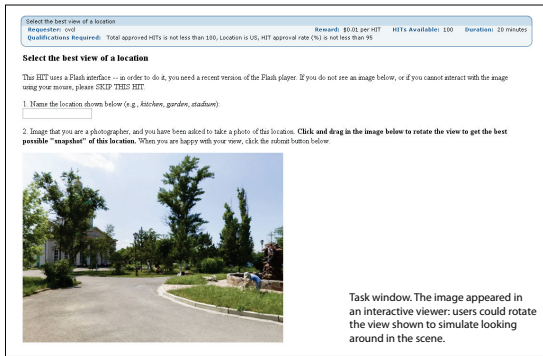 Select the best view of a location
Requester: cvcl Reward: $0.01 per HIT HITs Available: 100 Duration: 20 minutes
Qualifications Required: Total approved HITs is not less than 100, Location is US, HIT approval rate (%) is not less than 95
Select the best view of a location
This HIT uses a Flash interface -- in order to do it, you need a recent version of the Flash player. If you do not see an image below, or if you cannot interact with the image
using your mouse, please SKIP THIS HIT.
1. Name the location shown below (e.g., kitchen, garden, stadium):
2. Image that you are a photographer, and you have been asked to take a photo of this location. Click and drag in the image below to rotate the view to get the best
possible "snapshot" of this location. When you are happy with your view, click the submit button below.
Task window. The image appeared in
an interactive viewer: users could rotate
the view shown to simulate looking
around in the scene.